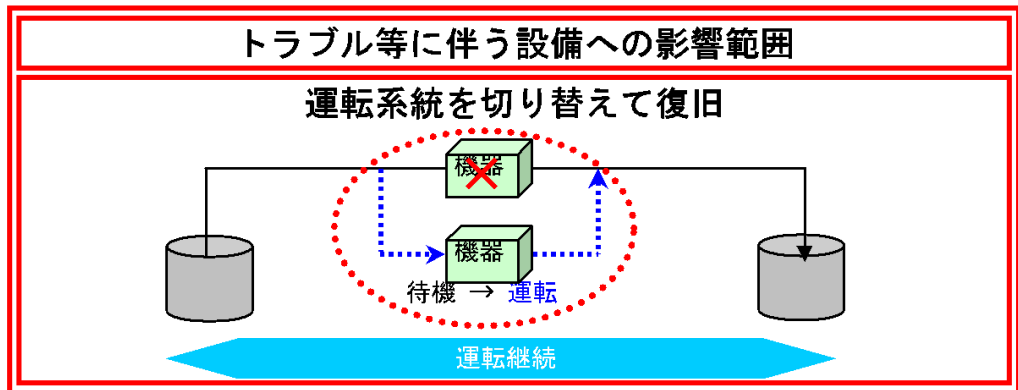 トラブル等に伴う設備への影響範囲
運転系統を切り替えて復旧
機器
機器
待機 → 運転
運転継続